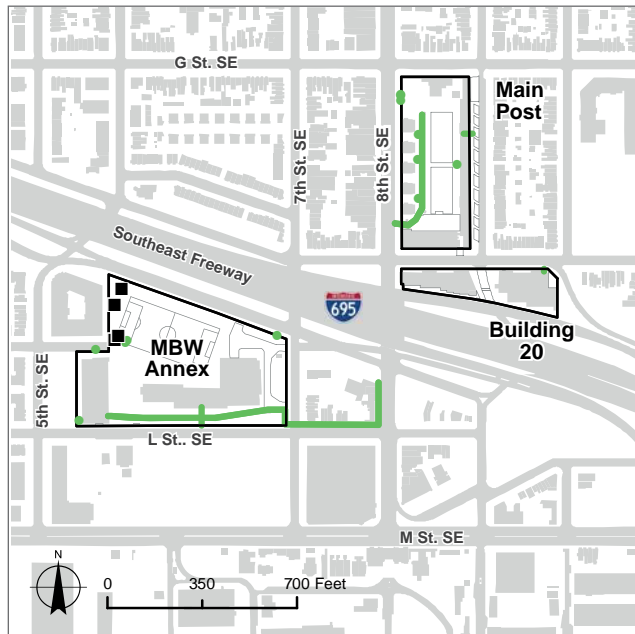 G St. SE
Main
Post
7th St. SE
8th St. SE
Southeast Freeway
695
Building
20
MBW
Annex
5th St. SE
L St.. SE
M St. SE
N
0 350 700 Feet